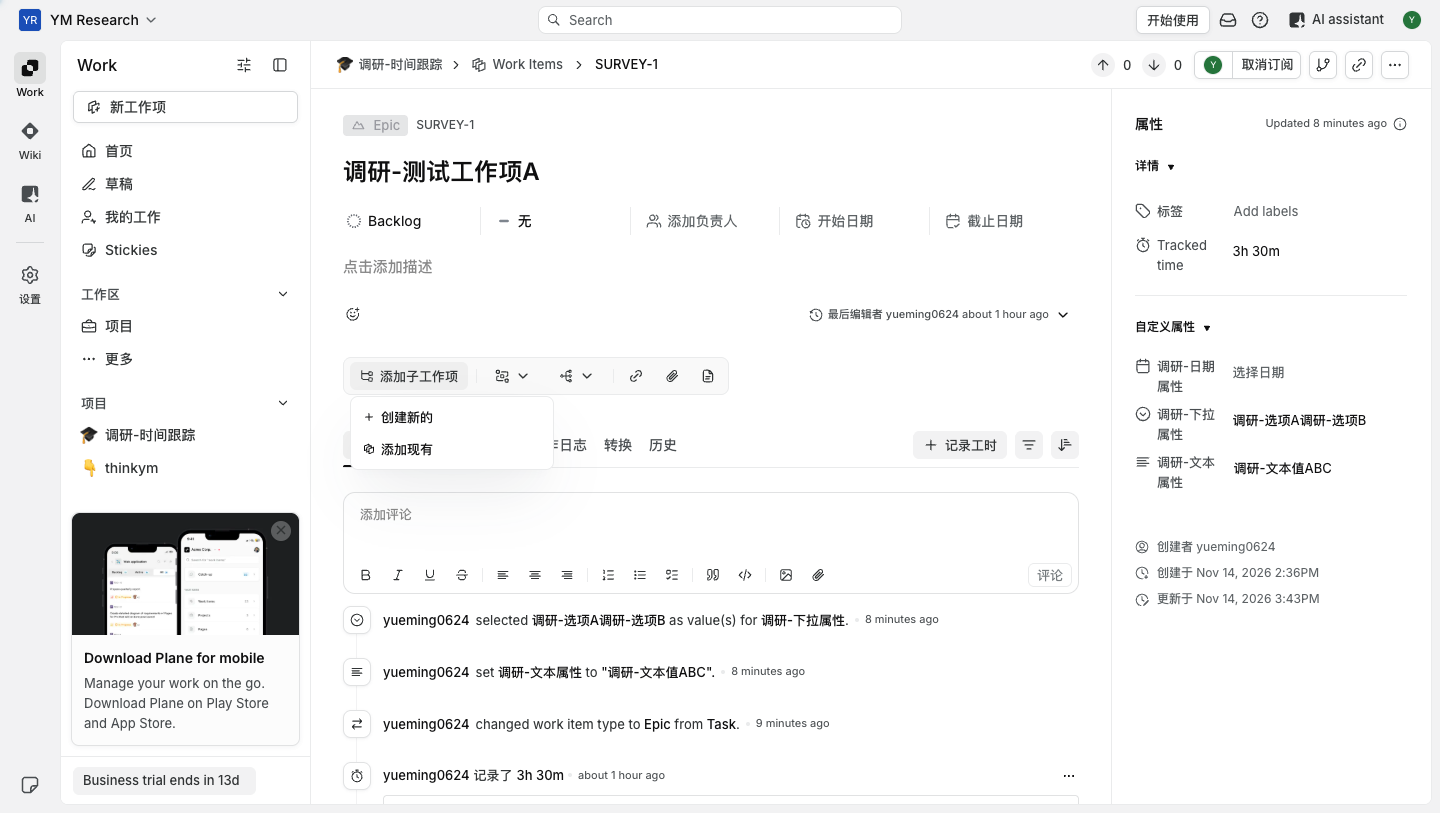 YR YM Research
Search
开始使用
AI assistant
Y
Work
Wiki
AI
设置
Work
新工作项
首页
草稿
我的工作
Stickies
工作区
项目
更多
项目
调研-时间跟踪
thinkym
Download Plane for mobile
Manage your work on the go.
Download Plane on Play Store
and App Store.
Business trial ends in 13d
调研-时间跟踪
Work Items
SURVEY-1
0
0
Y
取消订阅
Epic SURVEY-1
调研-测试工作项A
Backlog
无
添加负责人
开始日期
截止日期
点击添加描述
最后编辑者 yueming0624 about 1 hour ago
添加子工作项
创建新的
添加现有
日志
转换
历史
记录工时
添加评论
评论
yueming0624 selected 调研-选项A调研-选项B as value(s) for 调研-下拉属性. 8 minutes ago
yueming0624 set 调研-文本属性 to "调研-文本值ABC". 8 minutes ago
yueming0624 changed work item type to Epic from Task. 9 minutes ago
yueming0624 记录了 3h 30m about 1 hour ago
属性
Updated 8 minutes ago
详情
标签
Add labels
Tracked
time
3h 30m
自定义属性
调研-日期
属性
选择日期
调研-下拉
属性
调研-选项A调研-选项B
调研-文本
属性
调研-文本值ABC
创建者 yueming0624
创建于 Nov 14, 2026 2:36PM
更新于 Nov 14, 2026 3:43PM